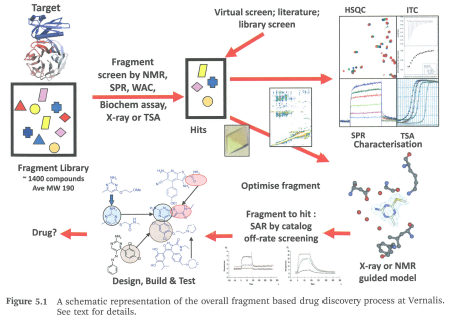 Target
Fragment Library
~ 1400 compounds
Ave MW 190
Fragment
screen by NMR,
SPR, WAC,
Biochem assay,
X-ray or TSA
Virtual screen; literature;
library screen
Hits
HSQC
ITC
SPR
TSA
Characterisation
X-ray or NMR
guided model
Optimise fragment
Fragment to hit :
SAR by catalog
off-rate screening
Design, Build & Test
Drug?
Figure 5.1 A schematic representation of the overall fragment based drug discovery process at Vernalis.
See text for details.